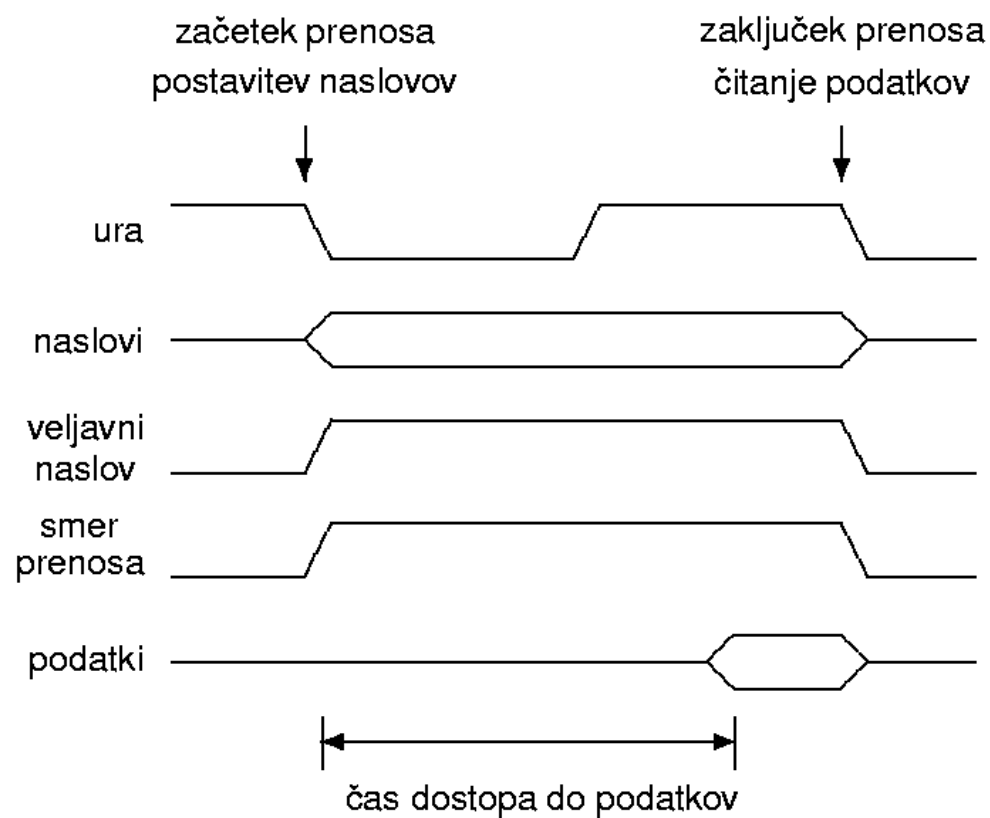 začetek prenosa
postavitev naslovov
zaključek prenosa
čitanje podatkov
ura
naslovi
veljavni
naslov
smer
prenosa
podatki
čas dostopa do podatkov